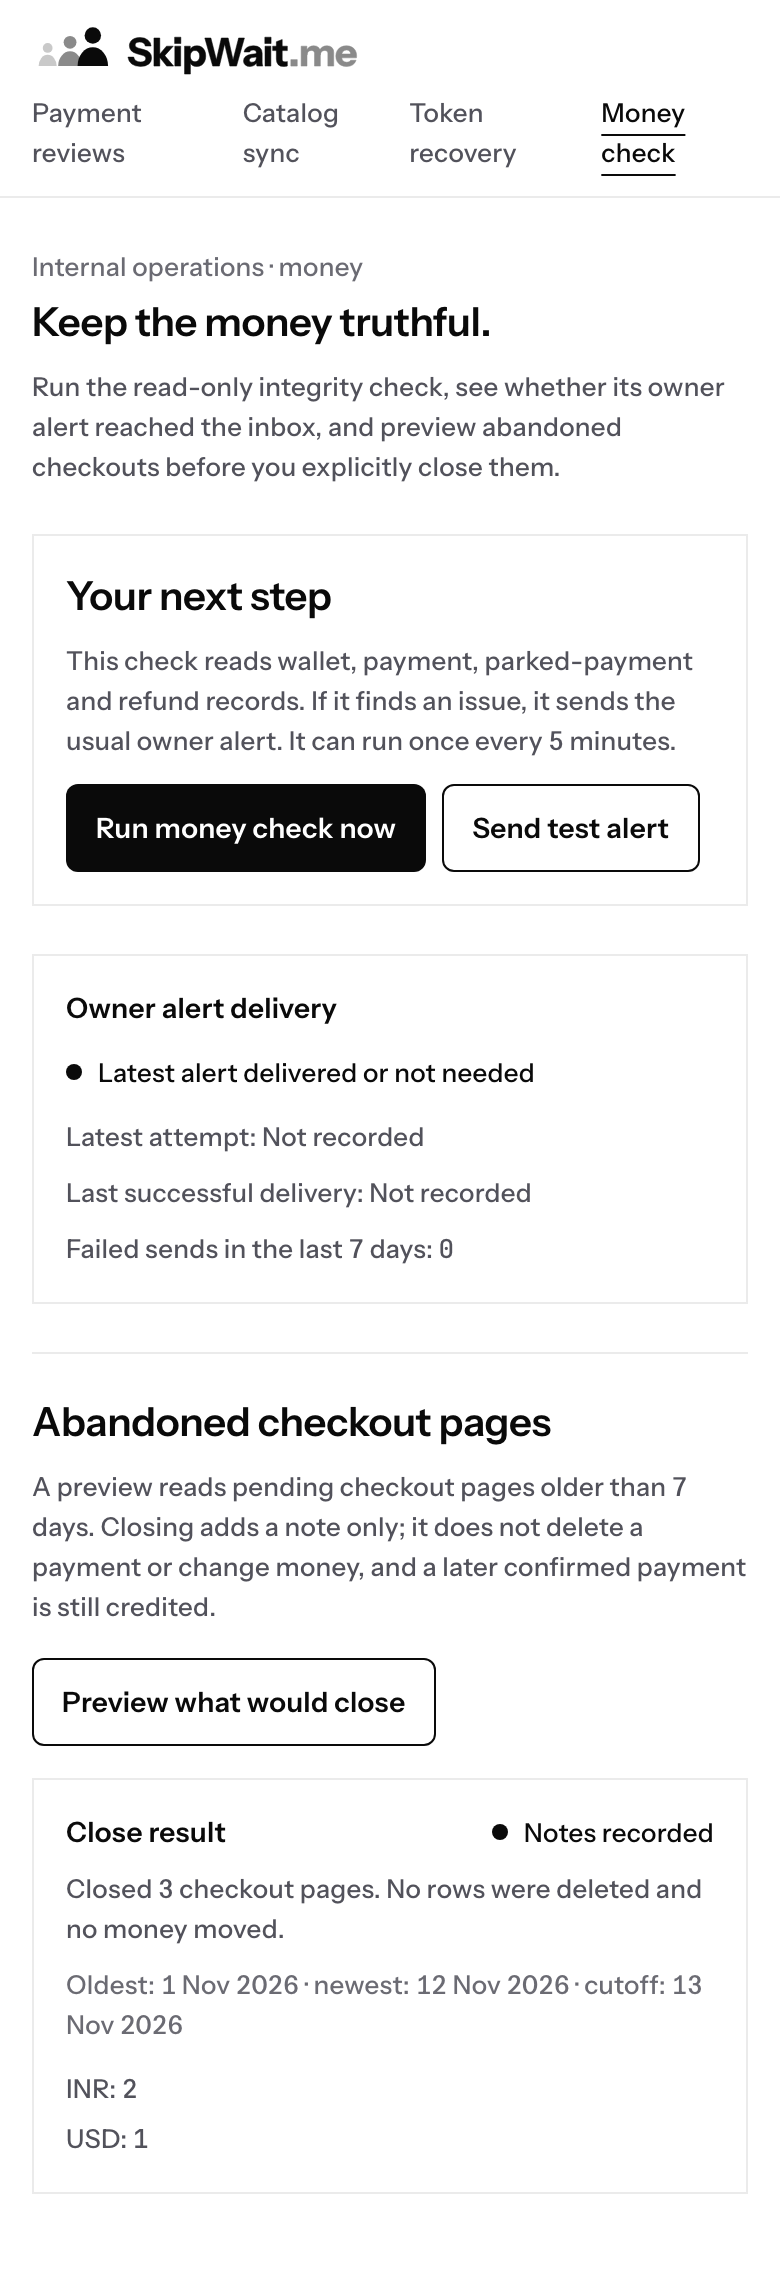 SkipWait.me
Payment reviews
Catalog sync
Token recovery
Money check
Internal operations · money
Keep the money truthful.
Run the read-only integrity check, see whether its owner
alert reached the inbox, and preview abandoned
checkouts before you explicitly close them.
Your next step
This check reads wallet, payment, parked-payment
and refund records. If it finds an issue, it sends the
usual owner alert. It can run once every 5 minutes.
Run money check now
Send test alert
Owner alert delivery
Latest alert delivered or not needed
Latest attempt: Not recorded
Last successful delivery: Not recorded
Failed sends in the last 7 days: 0
Abandoned checkout pages
A preview reads pending checkout pages older than 7
days. Closing adds a note only; it does not delete a
payment or change money, and a later confirmed payment
is still credited.
Preview what would close
Close result
Notes recorded
Closed 3 checkout pages. No rows were deleted and
no money moved.
Oldest: 1 Nov 2026 · newest: 12 Nov 2026 · cutoff: 13
Nov 2026
INR: 2
USD: 1